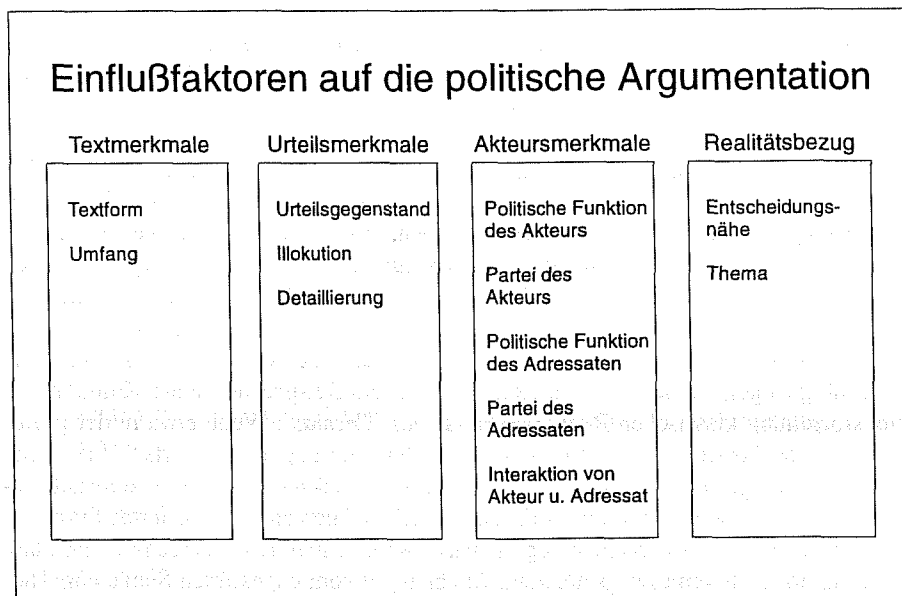 Einflußfaktoren auf die politische Argumentation
Textmerkmale
Textform
Umfang
Urteilsmerkmale
Urteilsgegenstand
Illokution
Detaillierung
Akteursmerkmale
Politische Funktion
des Akteurs
Partei des
Akteurs
Politische Funktion
des Adressaten
Partei des
Adressaten
Interaktion von
Akteur u. Adressat
Realitätsbezug
Entscheidungs-
nähe
Thema